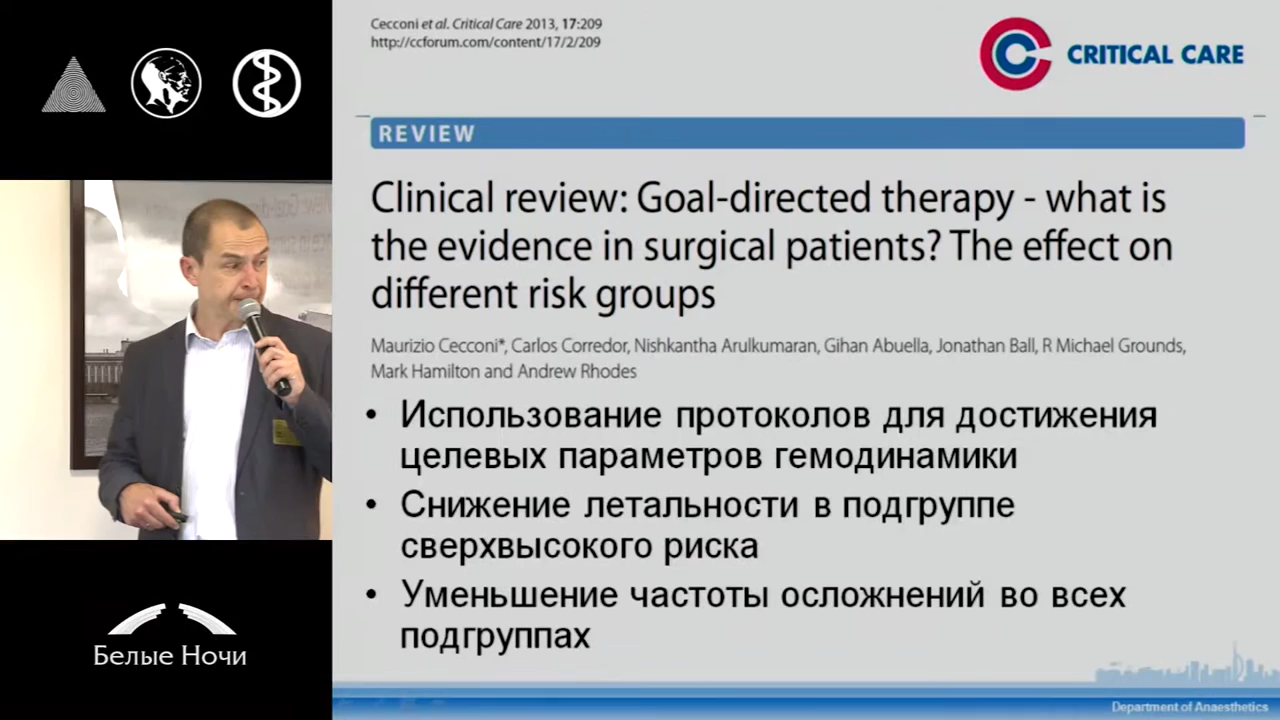 Cecconi et al. Critical Care 2013, 17:209
http://ccforum.com/content/17/2/209
CRITICAL CARE
REVIEW
Clinical review: Goal-directed therapy - what is
the evidence in surgical patients? The effect on
different risk groups
Maurizio Cecconi*, Carlos Corredor, Nishkantha Arulkumaran, Gihan Abuella, Jonathan Ball, R Michael Grounds,
Mark Hamilton and Andrew Rhodes
• Использование протоколов для достижения
целевых параметров гемодинамики
• Снижение летальности в подгруппе
сверхвысокого риска
• Уменьшение частоты осложнений во всех
подгруппах
Белые Ночи
Department of Anaesthetics